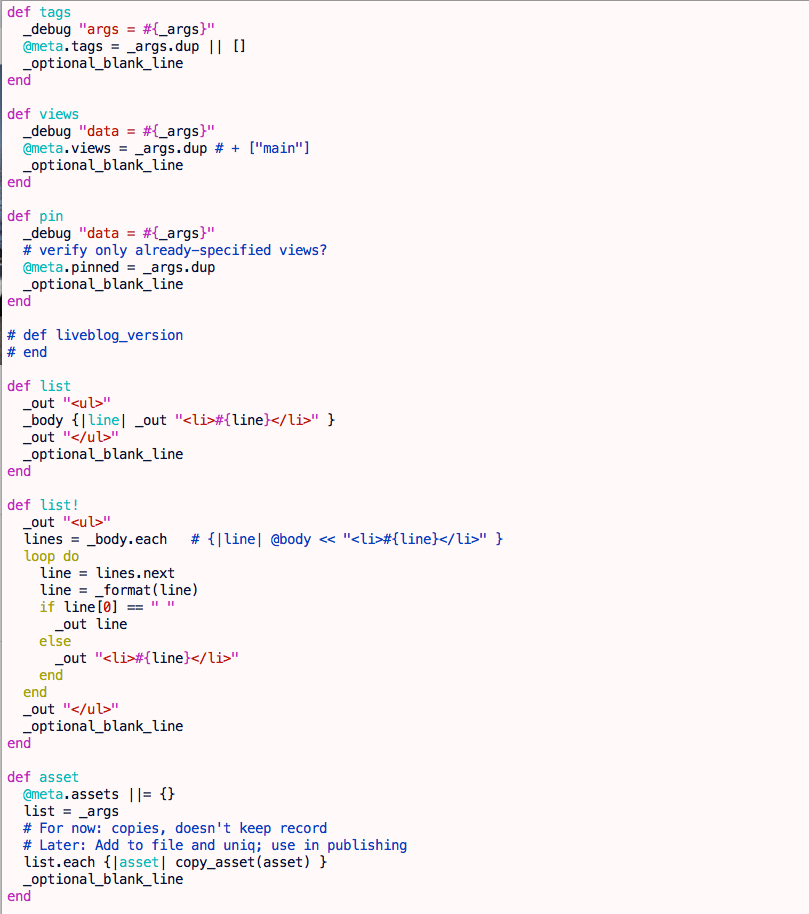 def tags
  _debug "args = #{_args}"
  @meta.tags = _args.dup || []
  _optional_blank_line
end

def views
  _debug "data = #{_args}"
  @meta.views = _args.dup # + ["main"]
  _optional_blank_line
end

def pin
  _debug "data = #{_args}"
  # verify only already-specified views?
  @meta.pinned = _args.dup
  _optional_blank_line
end

# def liveblog_version
# end

def list
  _out "<ul>"
  _body {|line| _out "<li>#{line}</li>" }
  _out "</ul>"
  _optional_blank_line
end

def list!
  _out "<ul>"
  lines = _body.each   # {|line| @body << "<li>#{line}</li>" }
  loop do
    line = lines.next
    line = _format(line)
    if line[0] == " "
      _out line
    else
      _out "<li>#{line}</li>"
    end
  end
  _out "</ul>"
  _optional_blank_line
end

def asset
  @meta.assets ||= {}
  list = _args
  # For now: copies, doesn't keep record
  # Later: Add to file and uniq; use in publishing
  list.each {|asset| copy_asset(asset) }
  _optional_blank_line
end